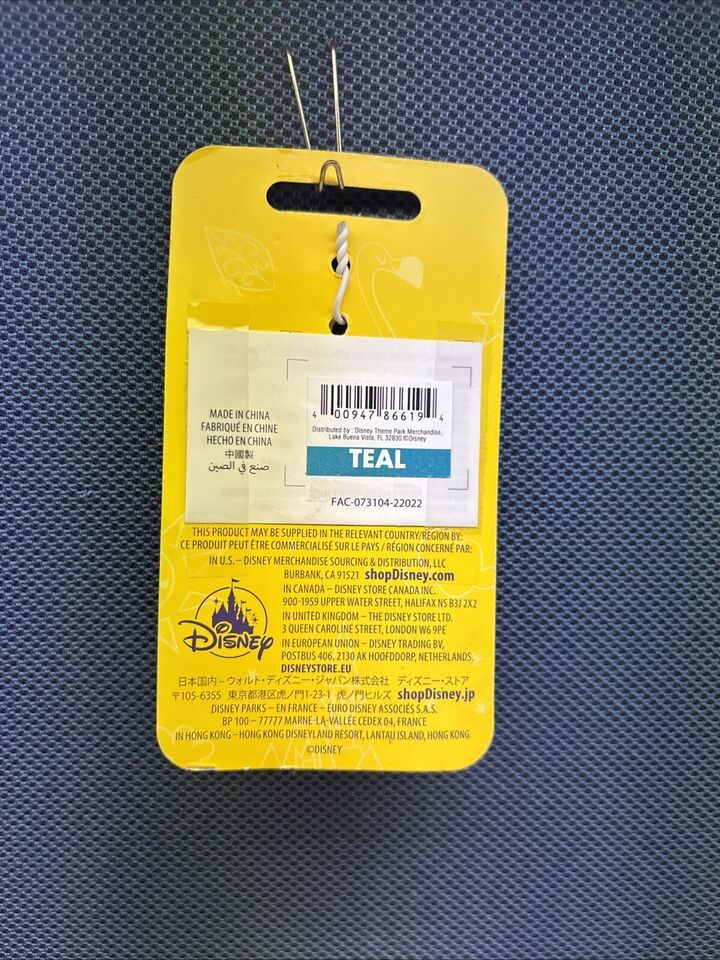 4 00947 86619 4
Distributed by : Disney Theme Park Merchandise,
Lake Buena Vista, FL 32830 ©Disney
TEAL
MADE IN CHINA
FABRIQUÉ EN CHINE
HECHO EN CHINA
中國製
صنع في الصين
FAC-073104-22022
THIS PRODUCT MAY BE SUPPLIED IN THE RELEVANT COUNTRY/REGION BY:
CE PRODUIT PEUT ÊTRE COMMERCIALISÉ SUR LE PAYS / RÉGION CONCERNÉ PAR:
IN U.S. – DISNEY MERCHANDISE SOURCING & DISTRIBUTION, LLC
BURBANK, CA 91521 shopDisney.com
IN CANADA – DISNEY STORE CANADA INC.
900-1959 UPPER WATER STREET, HALIFAX NS B3J 2X2
IN UNITED KINGDOM – THE DISNEY STORE LTD.
3 QUEEN CAROLINE STREET, LONDON W6 9PE
IN EUROPEAN UNION – DISNEY TRADING BV,
POSTBUS 406, 2130 AK HOOFDDORP, NETHERLANDS.
DISNEYSTORE.EU
DISNEY
日本国内 – ウォルト・ディズニー・ジャパン株式会社 ディズニー・ストア
〒105-6355 東京都港区虎ノ門1-23-1 虎ノ門ヒルズ shopDisney.jp
DISNEY PARKS – EN FRANCE – EURO DISNEY ASSOCIÉS S.A.S.
BP 100 – 77777 MARNE-LA-VALLÉE CEDEX 04, FRANCE
IN HONG KONG – HONG KONG DISNEYLAND RESORT, LANTAU ISLAND, HONG KONG
©DISNEY